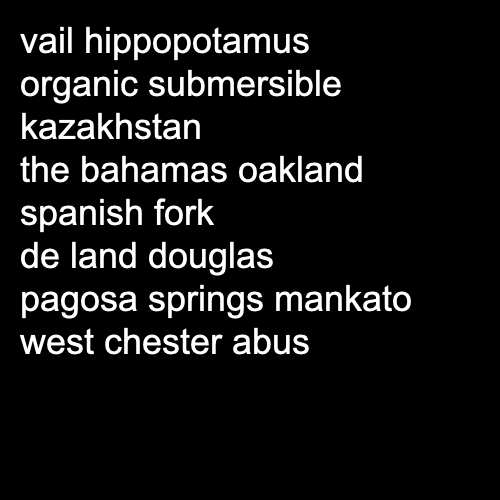 vail hippopotamus
organic submersible
kazakhstan
the bahamas oakland
spanish fork
de land douglas
pagosa springs mankato
west chester abus